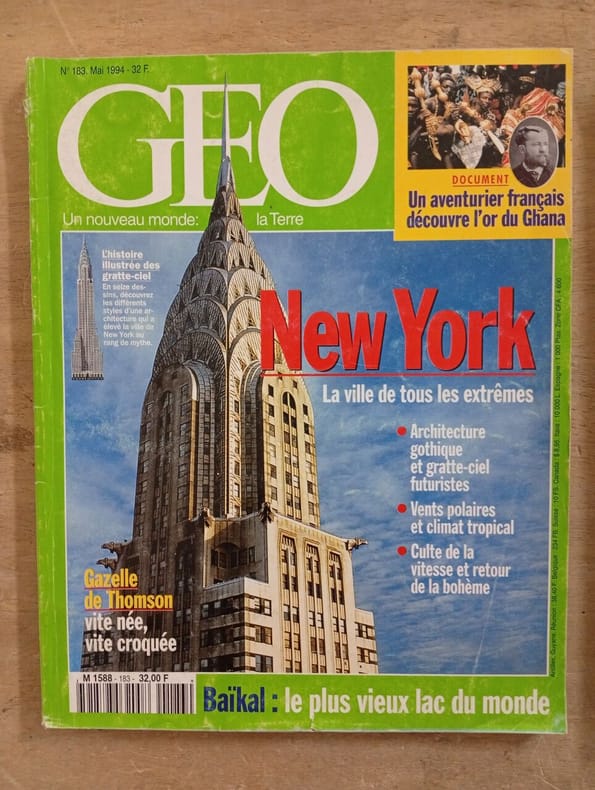 N° 183. Mai 1994 - 32 F.
GEO
Un nouveau monde: la Terre
DOCUMENT
Un aventurier français
découvre l'or du Ghana
L'histoire
illustrée des
gratte-ciel
En seize des-
sins, découvrez
les différents
styles d'une ar-
chitecture qui a
élevé la ville de
New York au
rang de mythe.
New York
La ville de tous les extrêmes
• Architecture
gothique
et gratte-ciel
futuristes
• Vents polaires
et climat tropical
• Culte de la
vitesse et retour
de la bohème
Gazelle
de Thomson
vite née,
vite croquée
M 1588 - 183 - 32,00 F
Baïkal : le plus vieux lac du monde